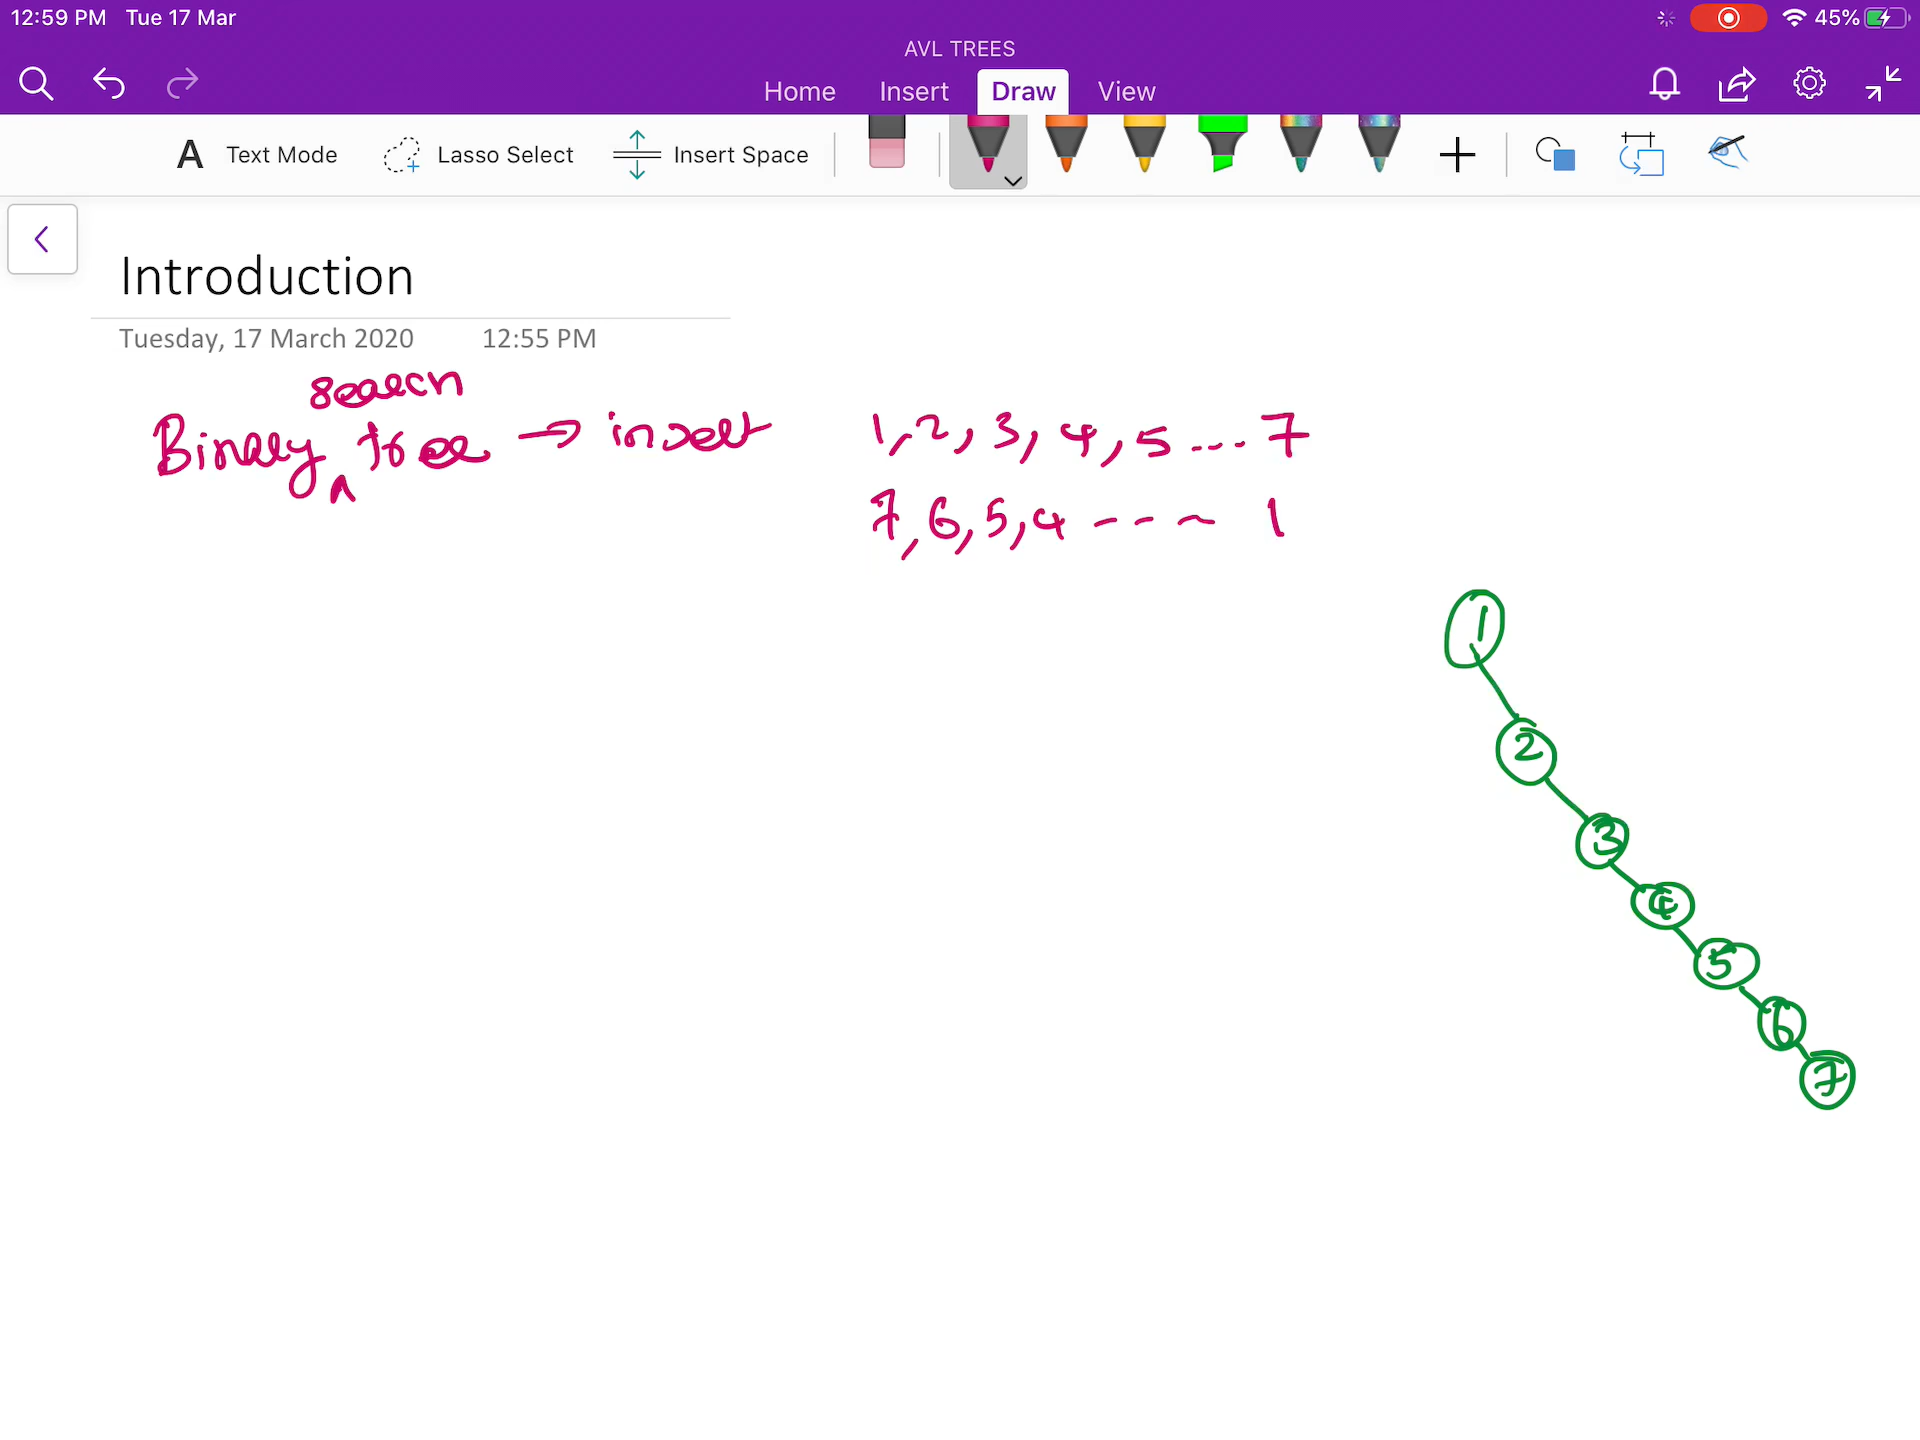 12:59 PM Tue 17 Mar 45%
AVL TREES
Home Insert Draw View
A Text Mode Lasso Select Insert Space
Introduction
Tuesday, 17 March 2020 12:55 PM
search
Binary ^ tree → insert 1, 2, 3, 4, 5 ... 7
7, 6, 5, 4 - - - 1
1
2
3
4
5
6
7